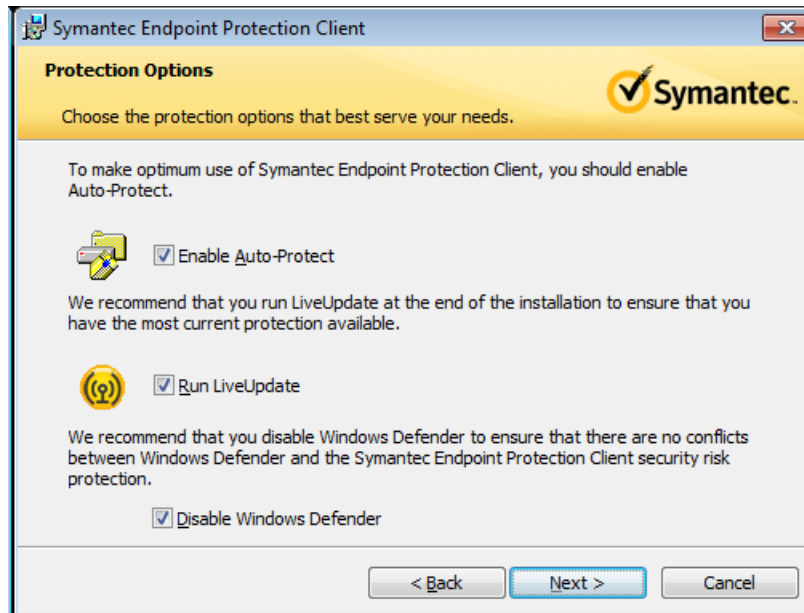 Symantec Endpoint Protection Client
Protection Options
Choose the protection options that best serve your needs.
Symantec.
To make optimum use of Symantec Endpoint Protection Client, you should enable
Auto-Protect.
Enable Auto-Protect
We recommend that you run LiveUpdate at the end of the installation to ensure that you
have the most current protection available.
Run LiveUpdate
We recommend that you disable Windows Defender to ensure that there are no conflicts
between Windows Defender and the Symantec Endpoint Protection Client security risk
protection.
Disable Windows Defender
< Back
Next >
Cancel